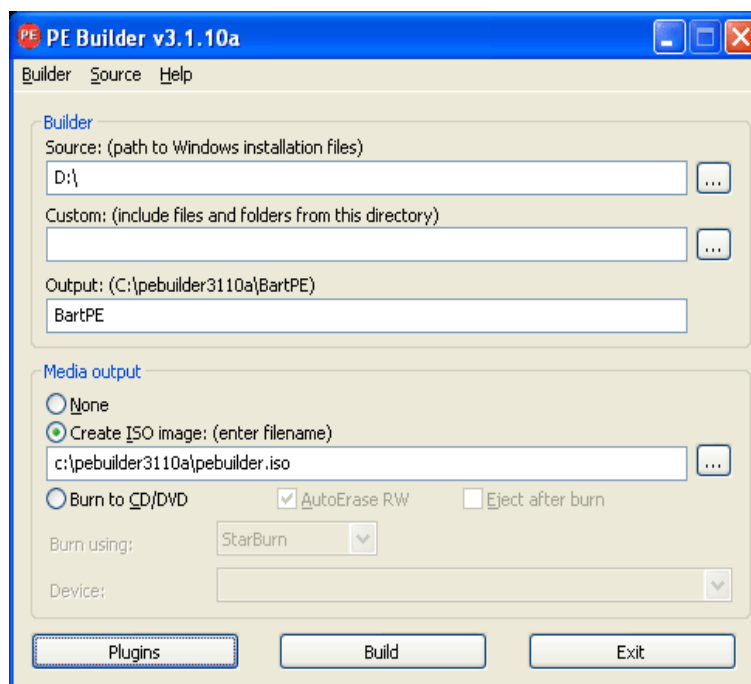 PE PE Builder v3.1.10a
Builder Source Help
Builder
Source: (path to Windows installation files)
D:\
...
Custom: (include files and folders from this directory)
...
Output: (C:\pebuilder3110a\BartPE)
BartPE
Media output
None
Create ISO image: (enter filename)
c:\pebuilder3110a\pebuilder.iso
...
Burn to CD/DVD AutoErase RW Eject after burn
Burn using: StarBurn
Device:
Plugins Build Exit